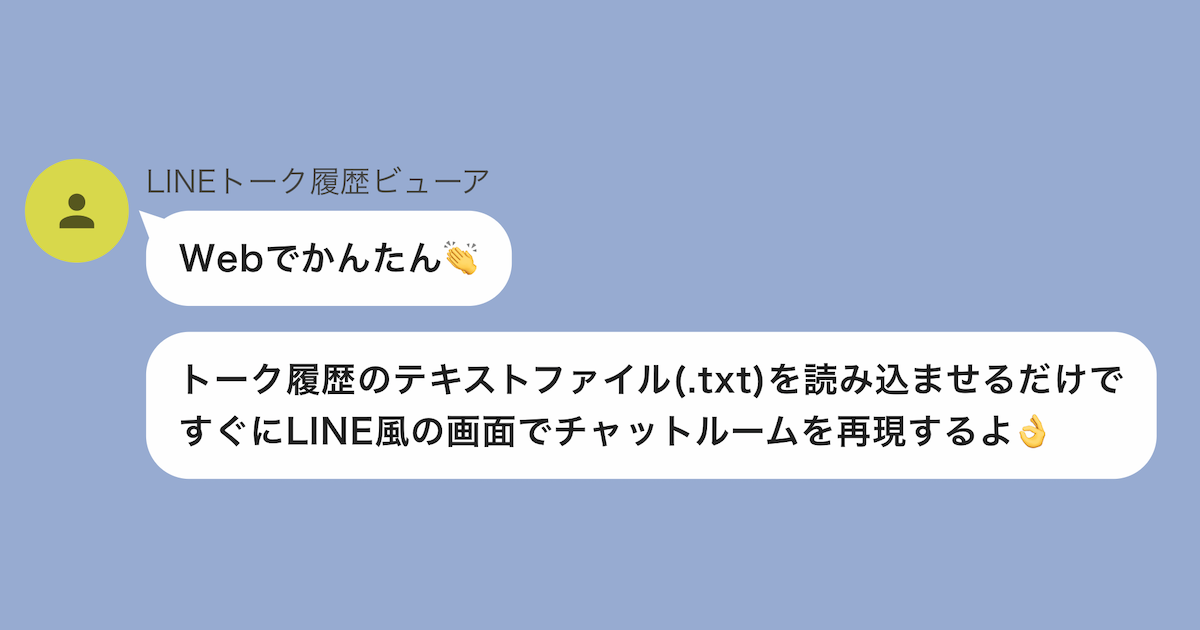 LINEトーク履歴ビューア
Webでかんたん👏
トーク履歴のテキストファイル(.txt)を読み込ませるだけで
すぐにLINE風の画面でチャットルームを再現するよ👌